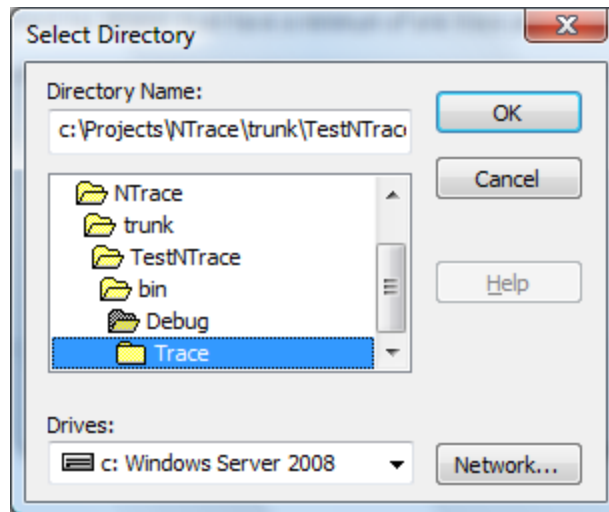 Select Directory
Directory Name:
c:\Projects\NTrace\trunk\TestNTrac
OK
NTrace
Cancel
trunk
TestNTrace
bin
Help
Debug
Trace
Drives:
c: Windows Server 2008
Network...